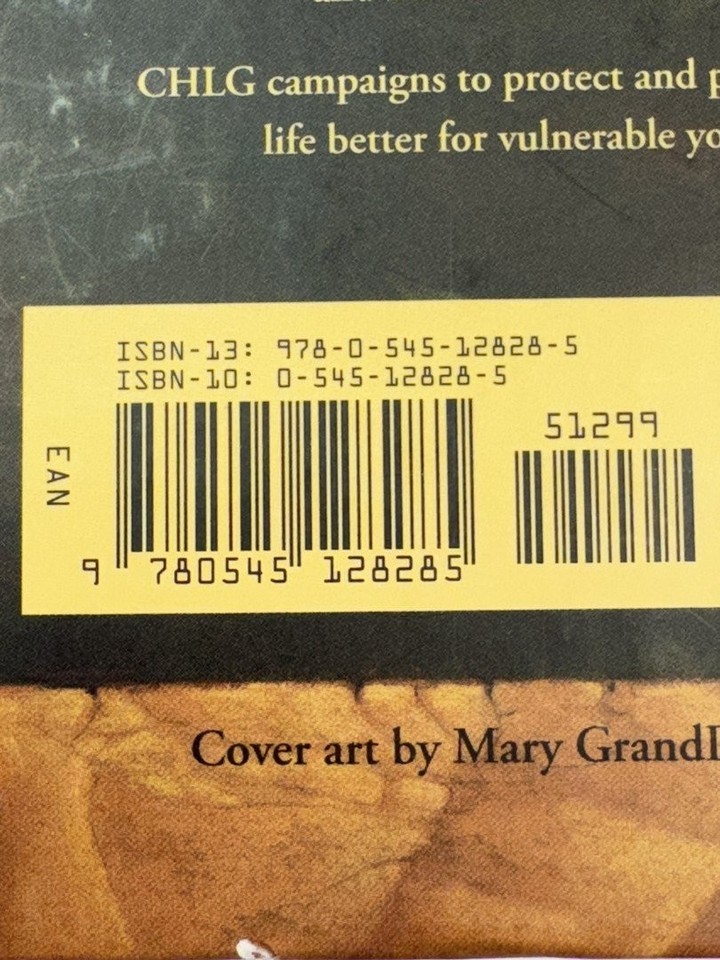 CHLG campaigns to protect and p
life better for vulnerable yo
ISBN-13: 978-0-545-12828-5
ISBN-10: 0-545-12828-5
51299
EAN
9 780545 128285
Cover art by Mary Grand